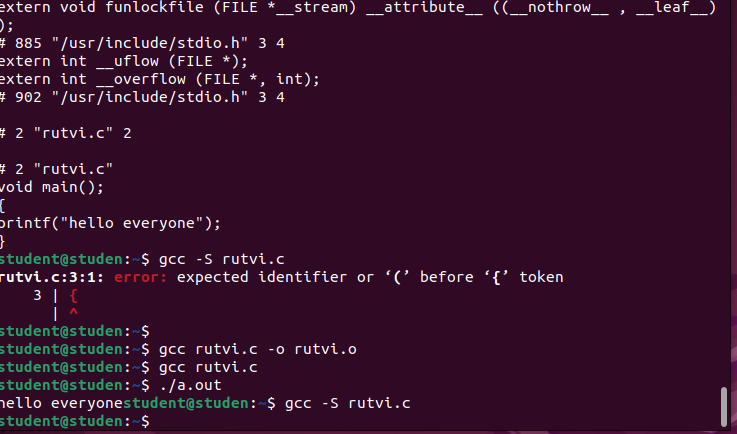 extern void funlockfile (FILE *__stream) __attribute__ ((__nothrow__ , __leaf__)
);
# 885 "/usr/include/stdio.h" 3 4
extern int __uflow (FILE *);
extern int __overflow (FILE *, int);
# 902 "/usr/include/stdio.h" 3 4
# 2 "rutvi.c" 2
# 2 "rutvi.c"
void main();
{
printf("hello everyone");
}
student@studen:~$ gcc -S rutvi.c
rutvi.c:3:1: error: expected identifier or ‘(’ before ‘{’ token
3 | {
| ^
student@studen:~$
student@studen:~$ gcc rutvi.c -o rutvi.o
student@studen:~$ gcc rutvi.c
student@studen:~$ ./a.out
hello everyonestudent@studen:~$ gcc -S rutvi.c
student@studen:~$